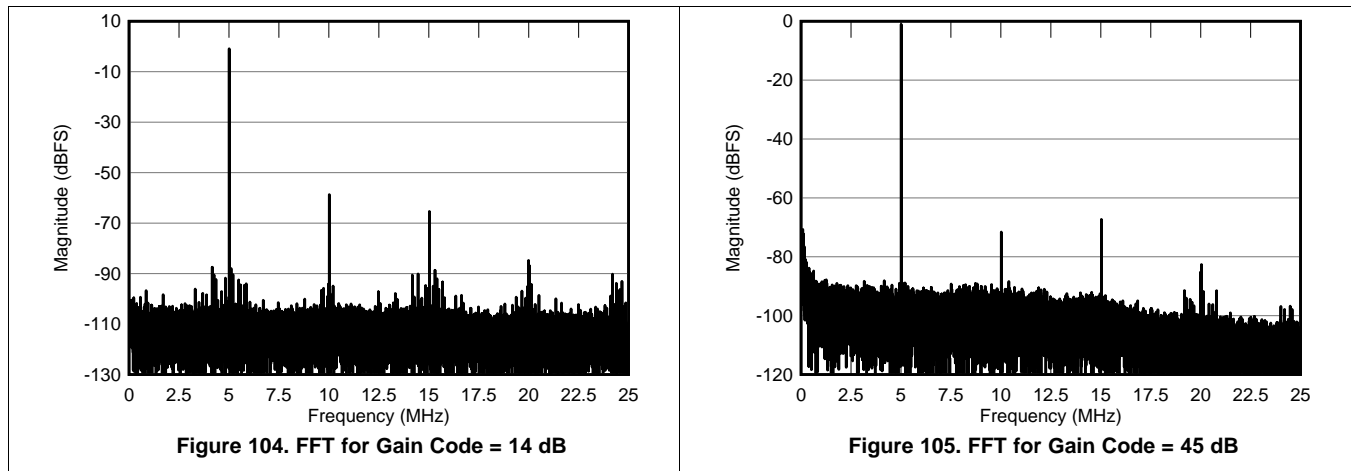 10
-10
-30
-50
-70
-90
-110
-130
Magnitude (dBFS)
0 2.5 5 7.5 10 12.5 15 17.5 20 22.5 25
Frequency (MHz)
Figure 104. FFT for Gain Code = 14 dB
0
-20
-40
-60
-80
-100
-120
Magnitude (dBFS)
0 2.5 5 7.5 10 12.5 15 17.5 20 22.5 25
Frequency (MHz)
Figure 105. FFT for Gain Code = 45 dB